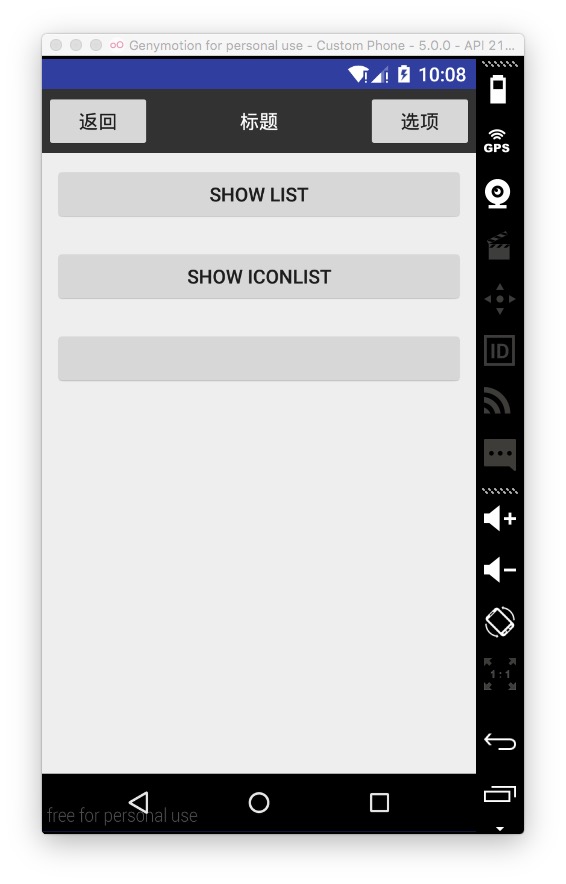 Genymotion for personal use - Custom Phone - 5.0.0 - API 21...
10:08
返回
标题
选项
SHOW LIST
SHOW ICONLIST
GPS
ID
1:1
free for personal use